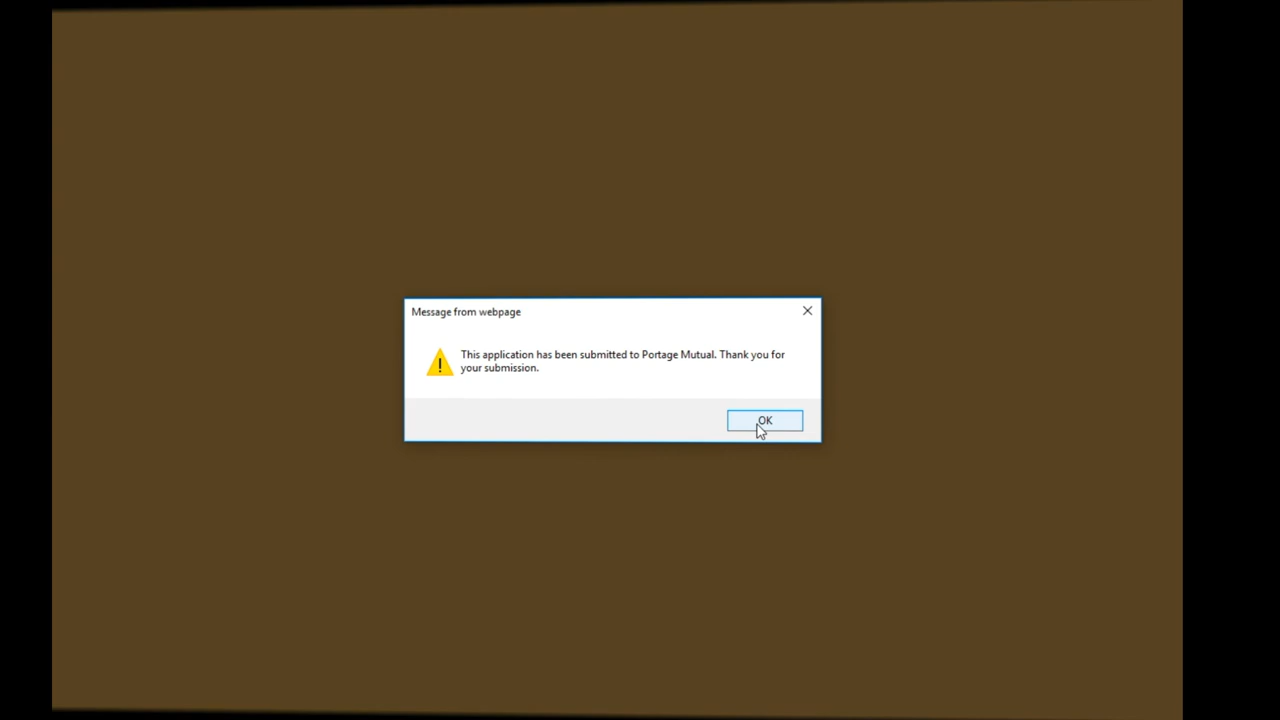 Message from webpage
This application has been submitted to Portage Mutual. Thank you for
your submission.
OK